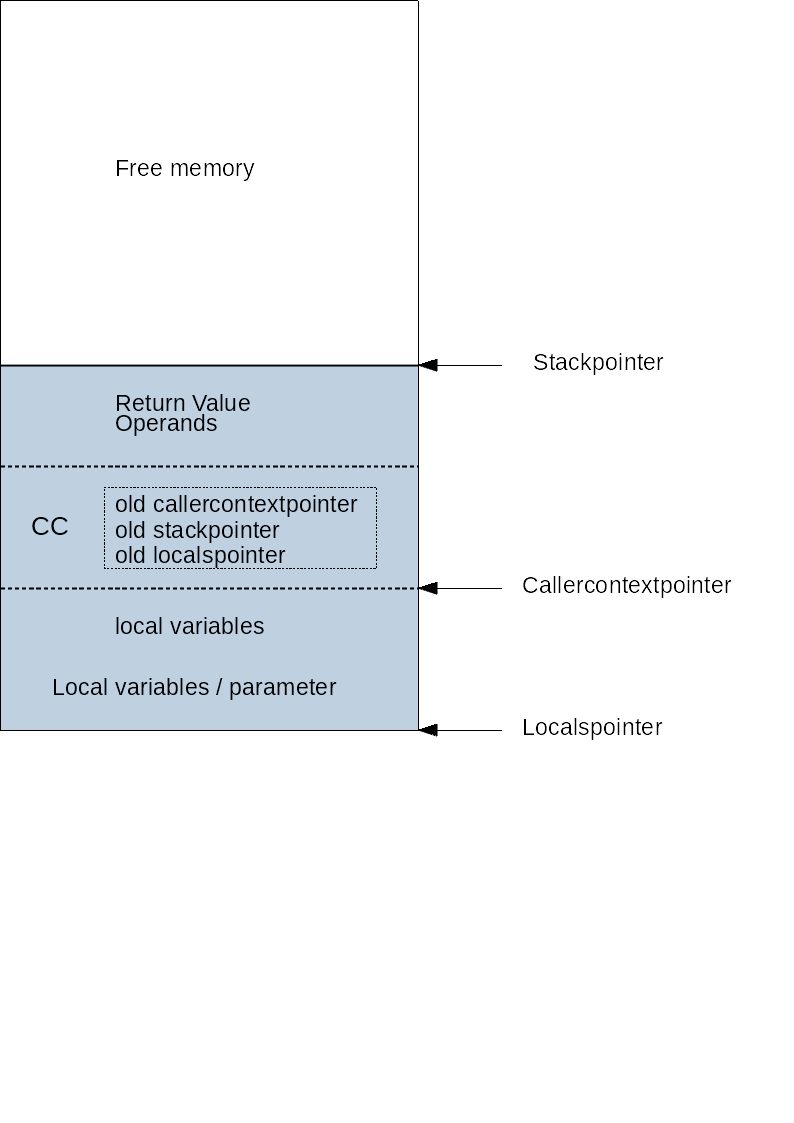 Free memory
Stackpointer
Return Value
Operands
CC
old callercontextpointer
old stackpointer
old localspointer
Callercontextpointer
local variables
Local variables / parameter
Localspointer